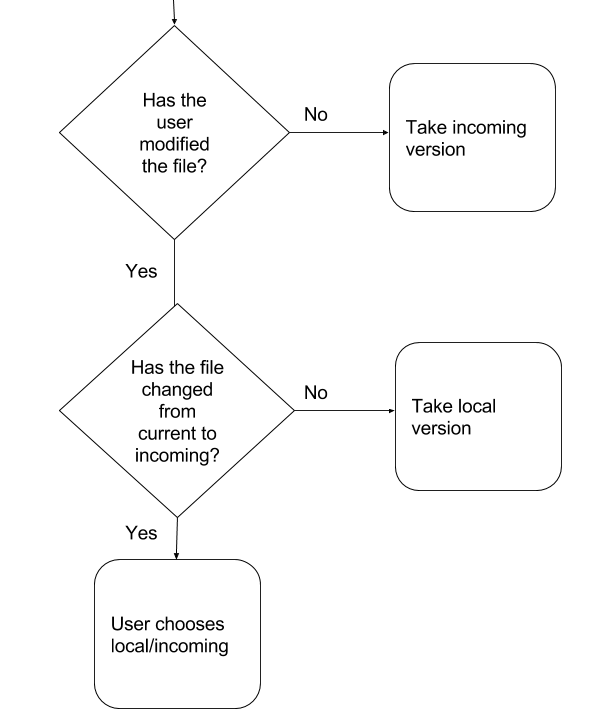 Has the
user
modified
the file?
No
Take incoming
version
Yes
Has the file
changed
from
current to
incoming?
No
Take local
version
Yes
User chooses
local/incoming